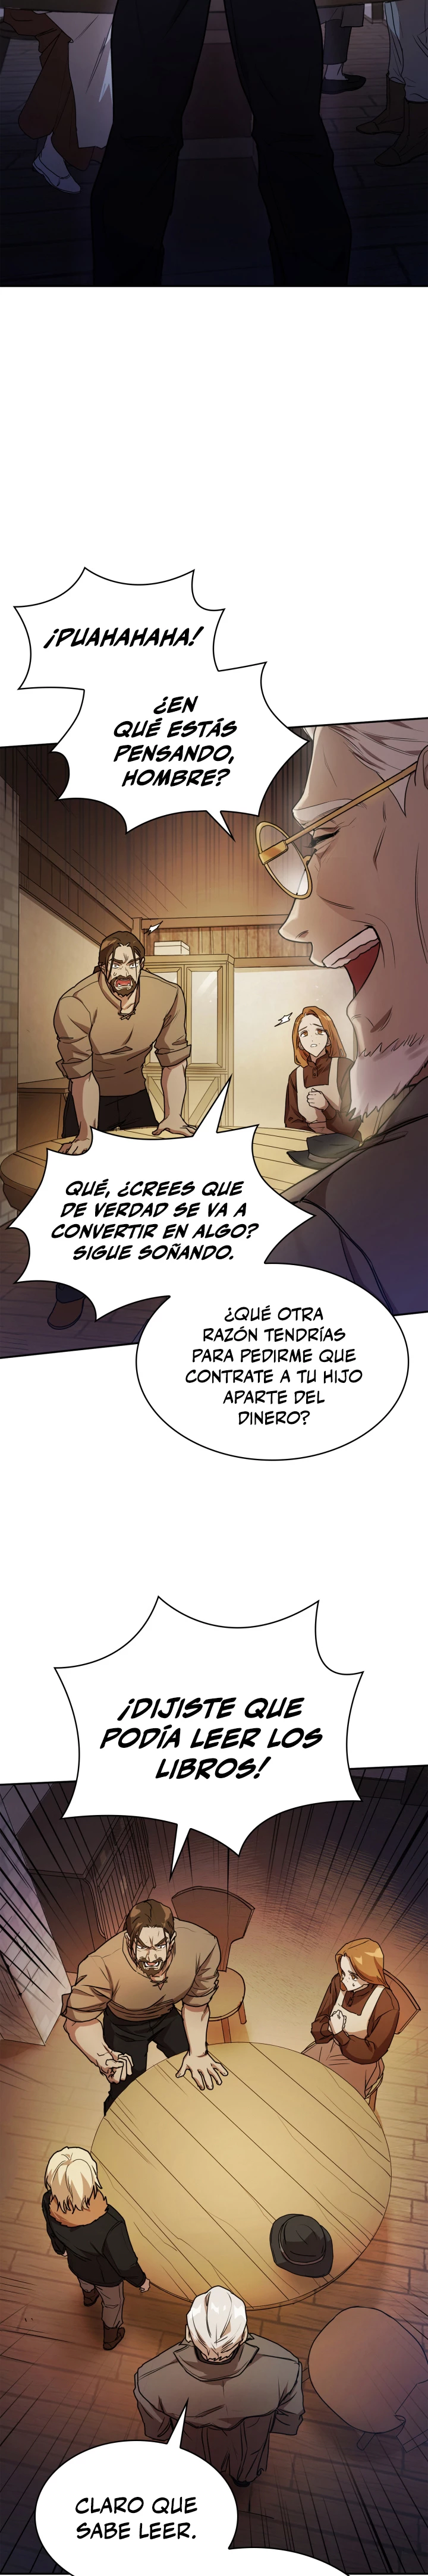 ¡PUAHAHAHA!
¿EN
QUÉ ESTÁS
PENSANDO,
HOMBRE?
QUÉ, ¿CREES QUE
DE VERDAD SE VA A
CONVERTIR EN ALGO?
SIGUE SOÑANDO.
¿QUÉ OTRA
RAZÓN TENDRÍAS
PARA PEDIRME QUE
CONTRATE A TU HIJO
APARTE DEL
DINERO?
¡DIJISTE QUE
PODÍA LEER LOS
LIBROS!
CLARO QUE
SABE LEER.